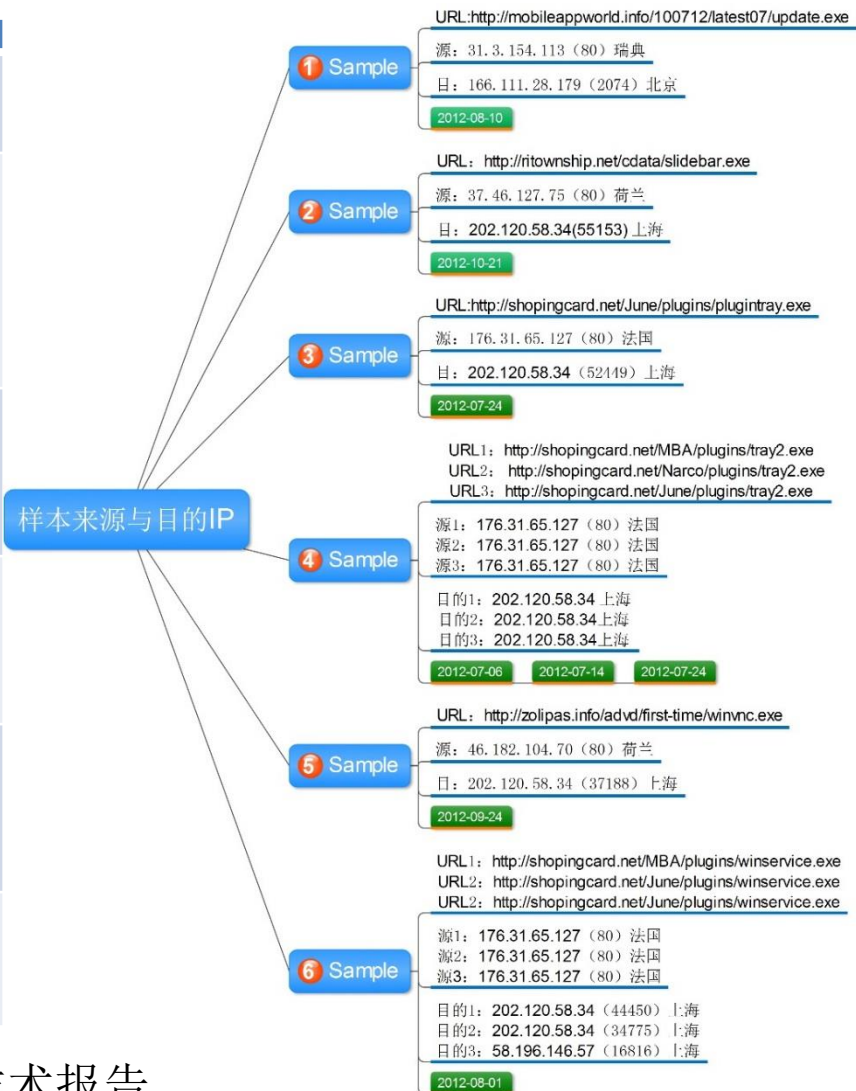 样本来源与目的IP
1 Sample
URL:http://mobileappworld.info/100712/latest07/update.exe
源：31.3.154.113（80）瑞典
目：166.111.28.179（2074）北京
2012-08-10
2 Sample
URL：http://ritownship.net/cdata/slidebar.exe
源：37.46.127.75（80）荷兰
目：202.120.58.34(55153) 上海
2012-10-21
3 Sample
URL:http://shopingcard.net/June/plugins/plugintray.exe
源：176.31.65.127（80）法国
目：202.120.58.34（52449）上海
2012-07-24
4 Sample
URL1：http://shopingcard.net/MBA/plugins/tray2.exe
URL2： http://shopingcard.net/Narco/plugins/tray2.exe
URL3：http://shopingcard.net/June/plugins/tray2.exe
源1：176.31.65.127（80）法国
源2：176.31.65.127（80）法国
源3：176.31.65.127（80）法国
目的1：202.120.58.34 上海
目的2：202.120.58.34上海
目的3：202.120.58.34上海
2012-07-06 2012-07-14 2012-07-24
5 Sample
URL：http://zolipas.info/advd/first-time/winvnc.exe
源：46.182.104.70（80）荷兰
目：202.120.58.34（37188）上海
2012-09-24
6 Sample
URL1：http://shopingcard.net/MBA/plugins/winservice.exe
URL2：http://shopingcard.net/June/plugins/winservice.exe
URL2：http://shopingcard.net/June/plugins/winservice.exe
源1：176.31.65.127（80）法国
源2：176.31.65.127（80）法国
源3：176.31.65.127（80）法国
目的1：202.120.58.34（44450）上海
目的2：202.120.58.34（34775）上海
目的3：58.196.146.57（16816）上海
2012-08-01
术报告